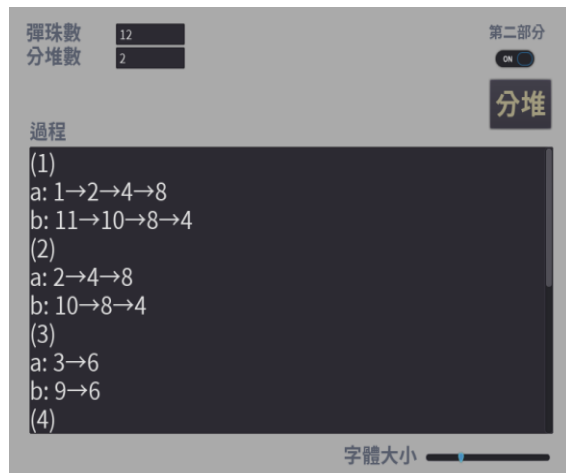 彈珠數 12
分堆數 2
第二部分
ON
分堆
過程
(1)
a: 1→2→4→8
b: 11→10→8→4
(2)
a: 2→4→8
b: 10→8→4
(3)
a: 3→6
b: 9→6
(4)
字體大小